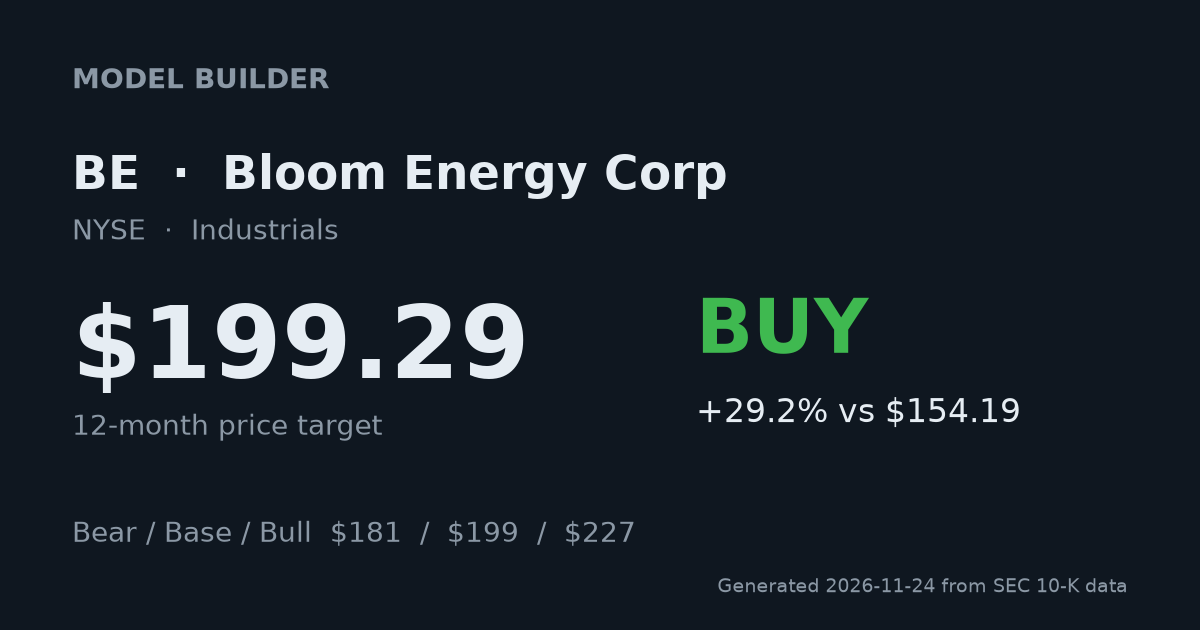 MODEL BUILDER
BE · Bloom Energy Corp
NYSE · Industrials
$199.29
12-month price target
BUY
+29.2% vs $154.19
Bear / Base / Bull $181 / $199 / $227
Generated 2026-11-24 from SEC 10-K data